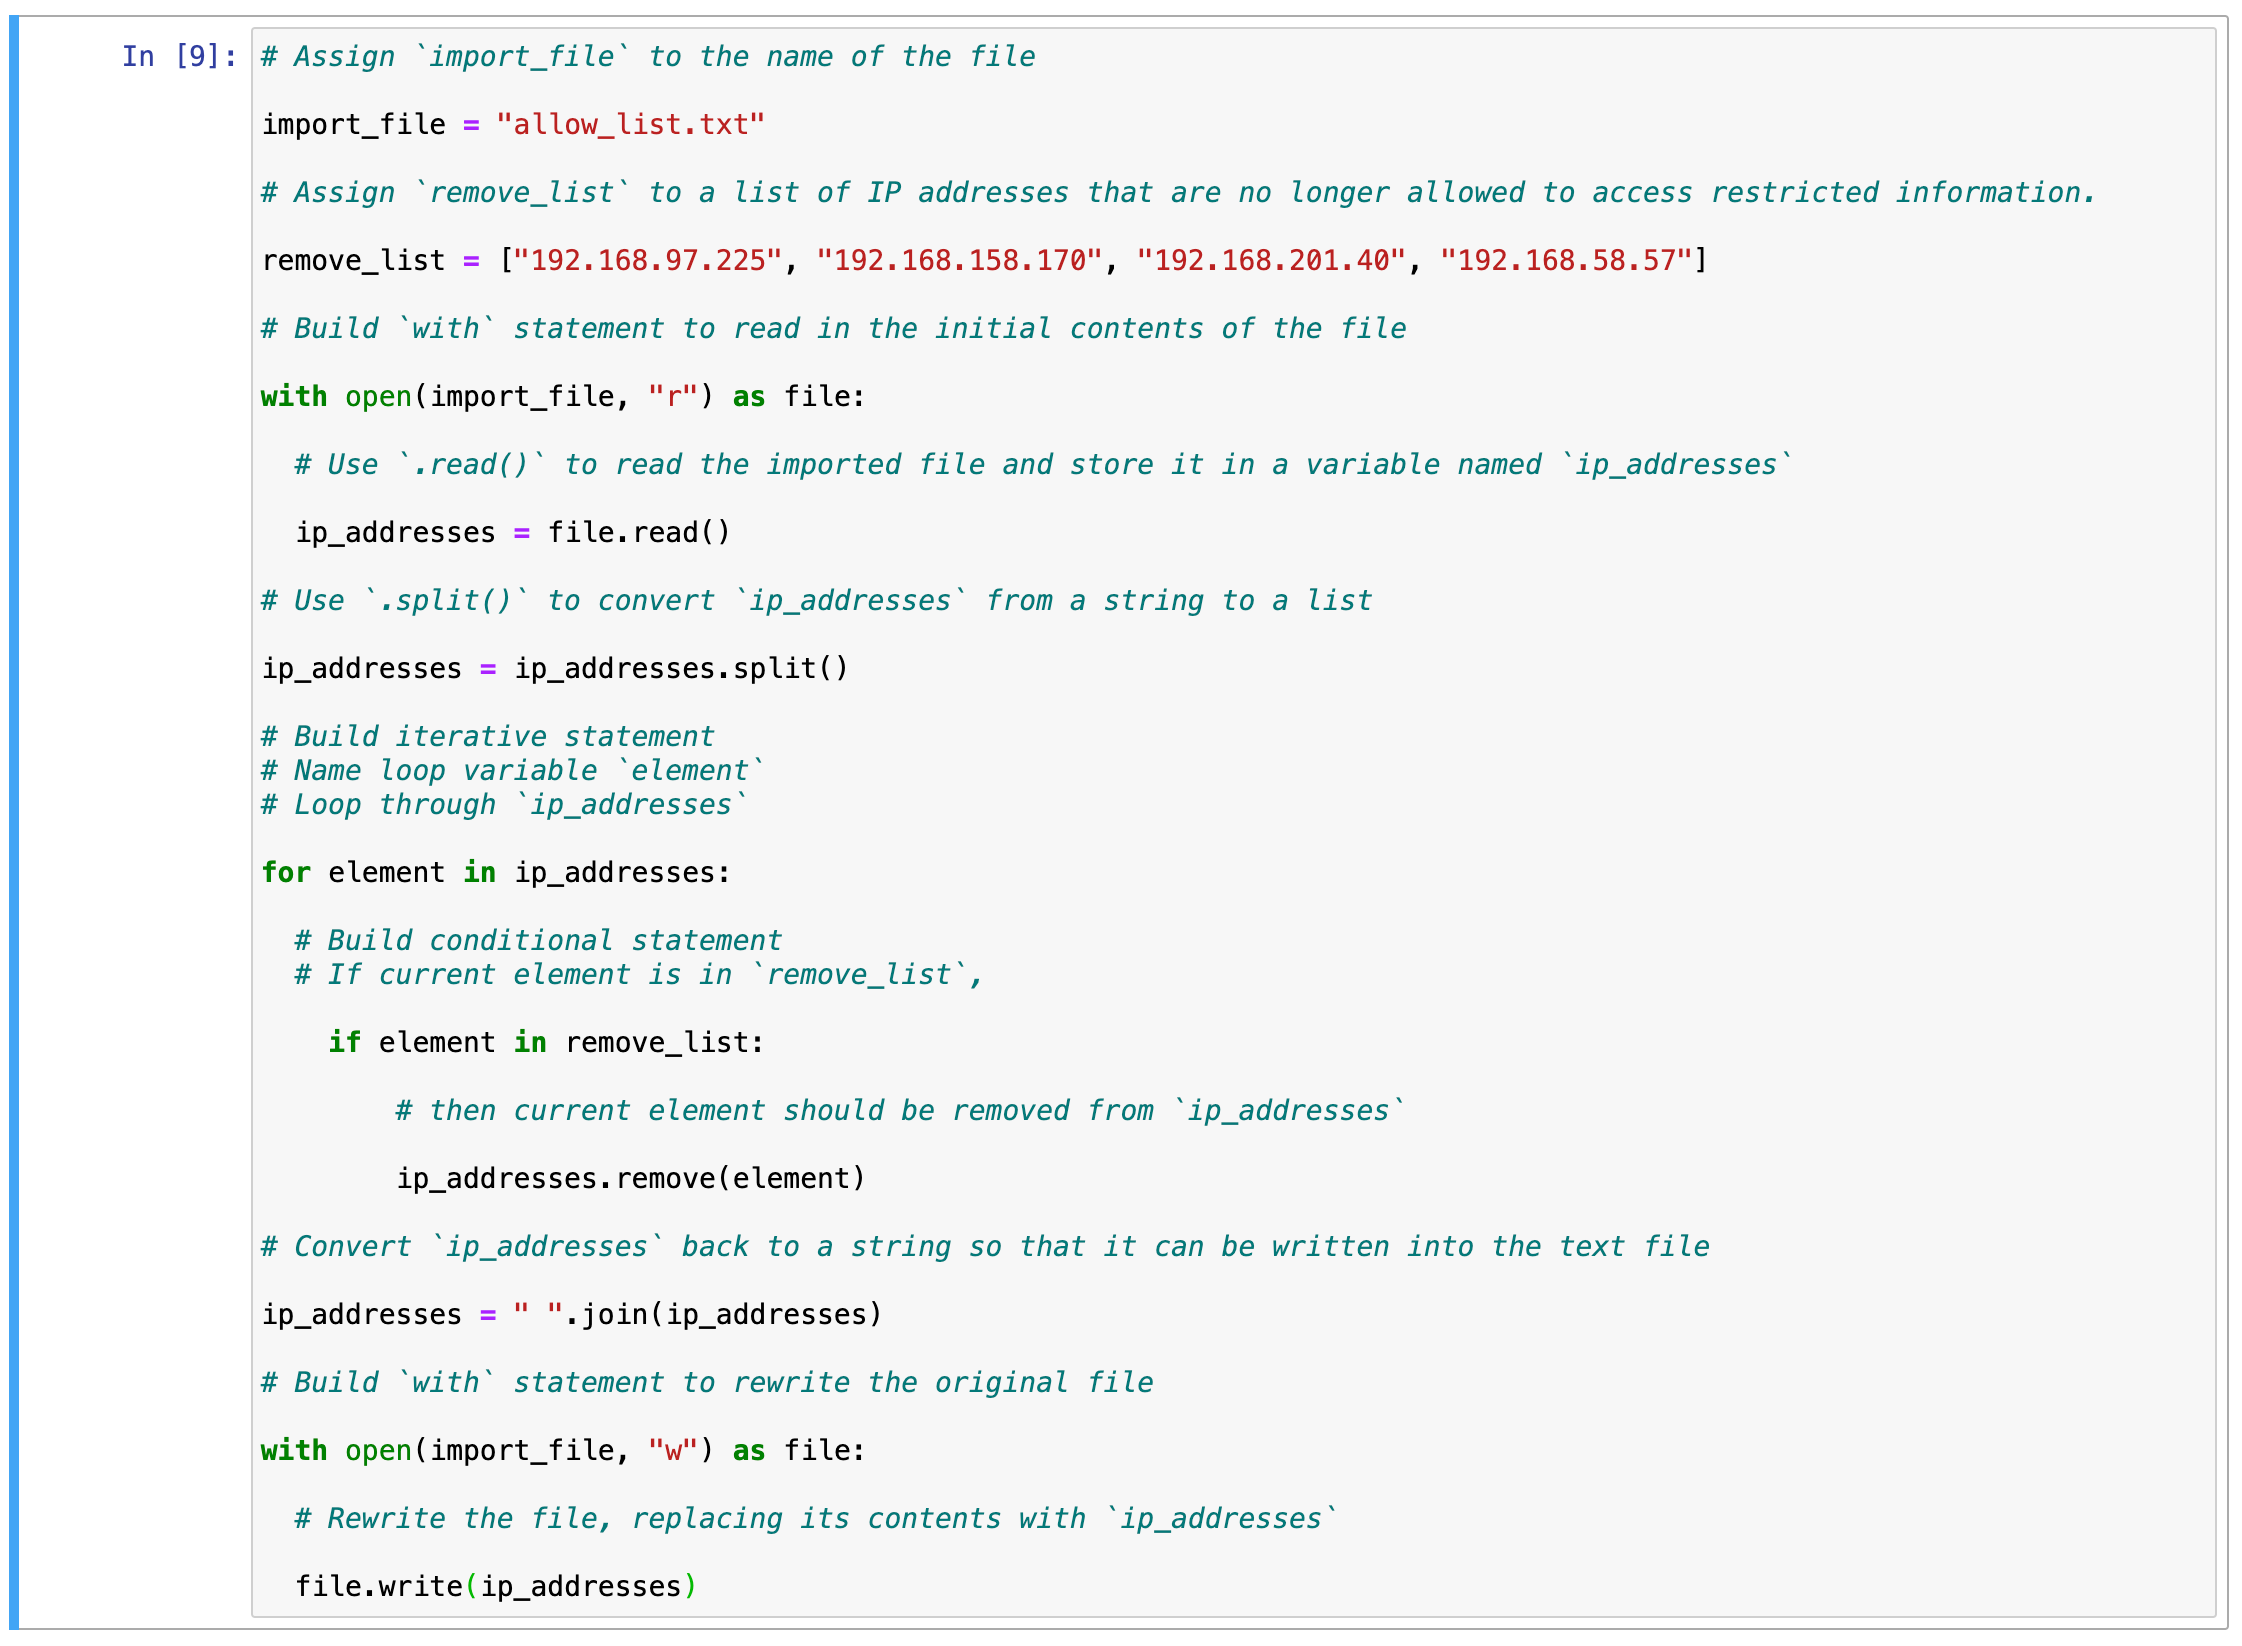 In [9]: # Assign `import_file` to the name of the file
import_file = "allow_list.txt"
# Assign `remove_list` to a list of IP addresses that are no longer allowed to access restricted information.
remove_list = ["192.168.97.225", "192.168.158.170", "192.168.201.40", "192.168.58.57"]
# Build `with` statement to read in the initial contents of the file
with open(import_file, "r") as file:
  # Use `.read()` to read the imported file and store it in a variable named `ip_addresses`
  ip_addresses = file.read()
# Use `.split()` to convert `ip_addresses` from a string to a list
ip_addresses = ip_addresses.split()
# Build iterative statement
# Name loop variable `element`
# Loop through `ip_addresses`
for element in ip_addresses:
  # Build conditional statement
  # If current element is in `remove_list`,
    if element in remove_list:
        # then current element should be removed from `ip_addresses`
        ip_addresses.remove(element)
# Convert `ip_addresses` back to a string so that it can be written into the text file
ip_addresses = " ".join(ip_addresses)
# Build `with` statement to rewrite the original file
with open(import_file, "w") as file:
  # Rewrite the file, replacing its contents with `ip_addresses`
  file.write(ip_addresses)